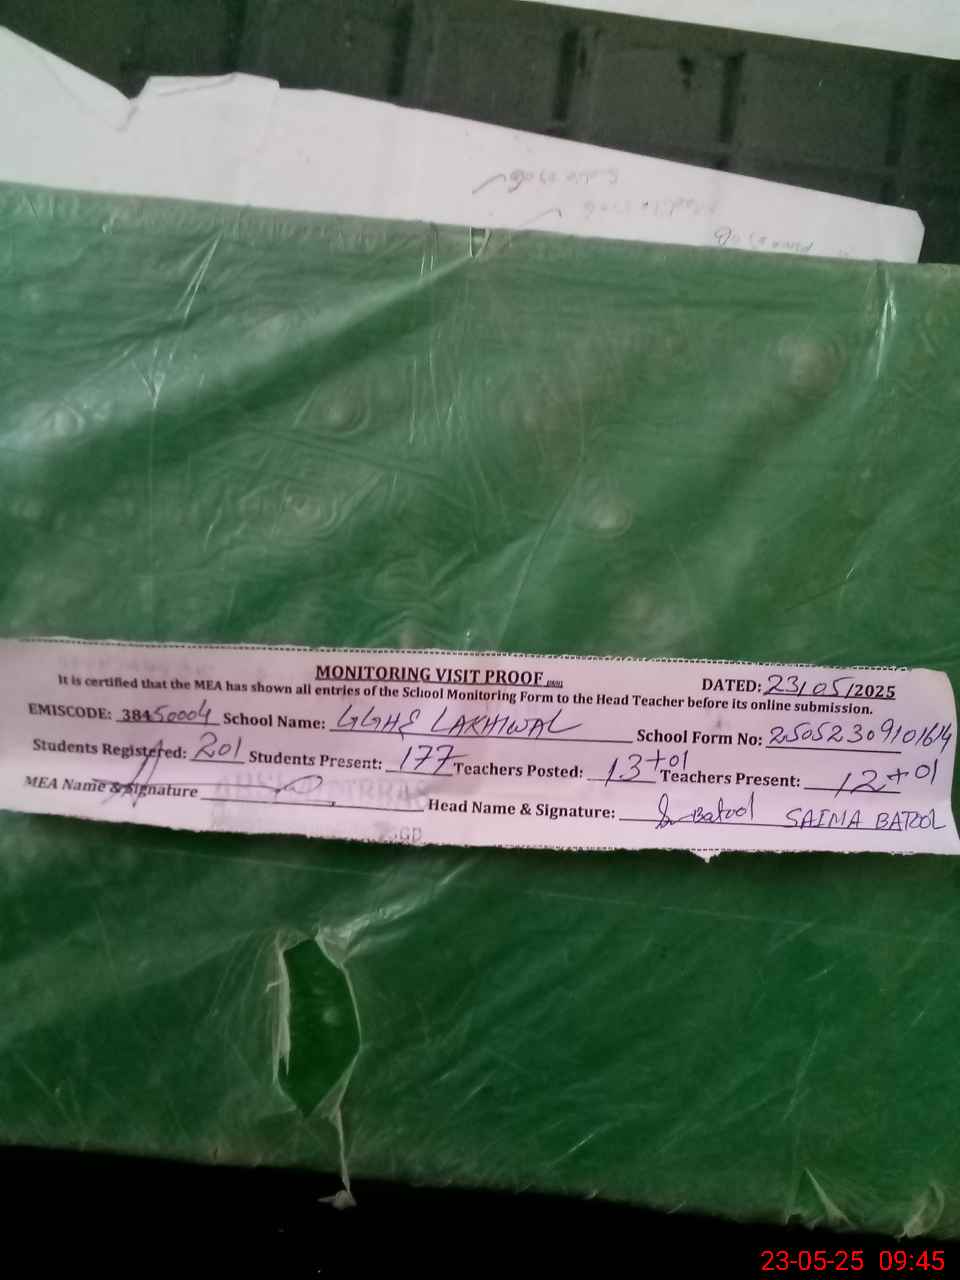 MONITORING VISIT PROOF
DATED: 23/05/2025
It is certified that the MEA has shown all entries of the School Monitoring Form to the Head Teacher before its online submission.
EMISCODE: 38450004 School Name: GGHS LAKHIWAL School Form No: 25052309101614
Students Registered: 201 Students Present: 177 Teachers Posted: 13+01 Teachers Present: 12+01
MEA Name & Signature Head Name & Signature: Batool SAIMA BATOOL
23-05-25 09:45